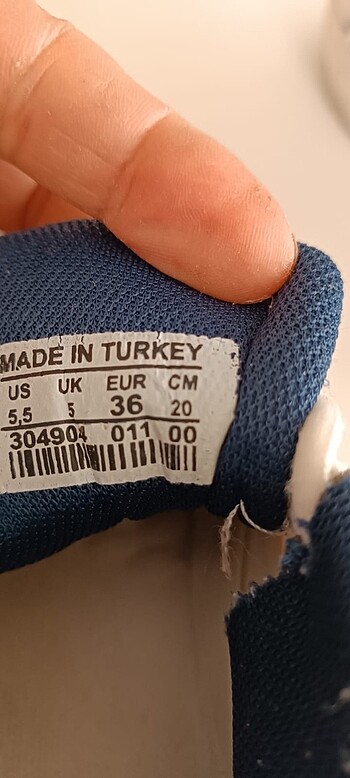 MADE IN TURKEY
US UK EUR CM
5,5 5 36 20
304904 011 00